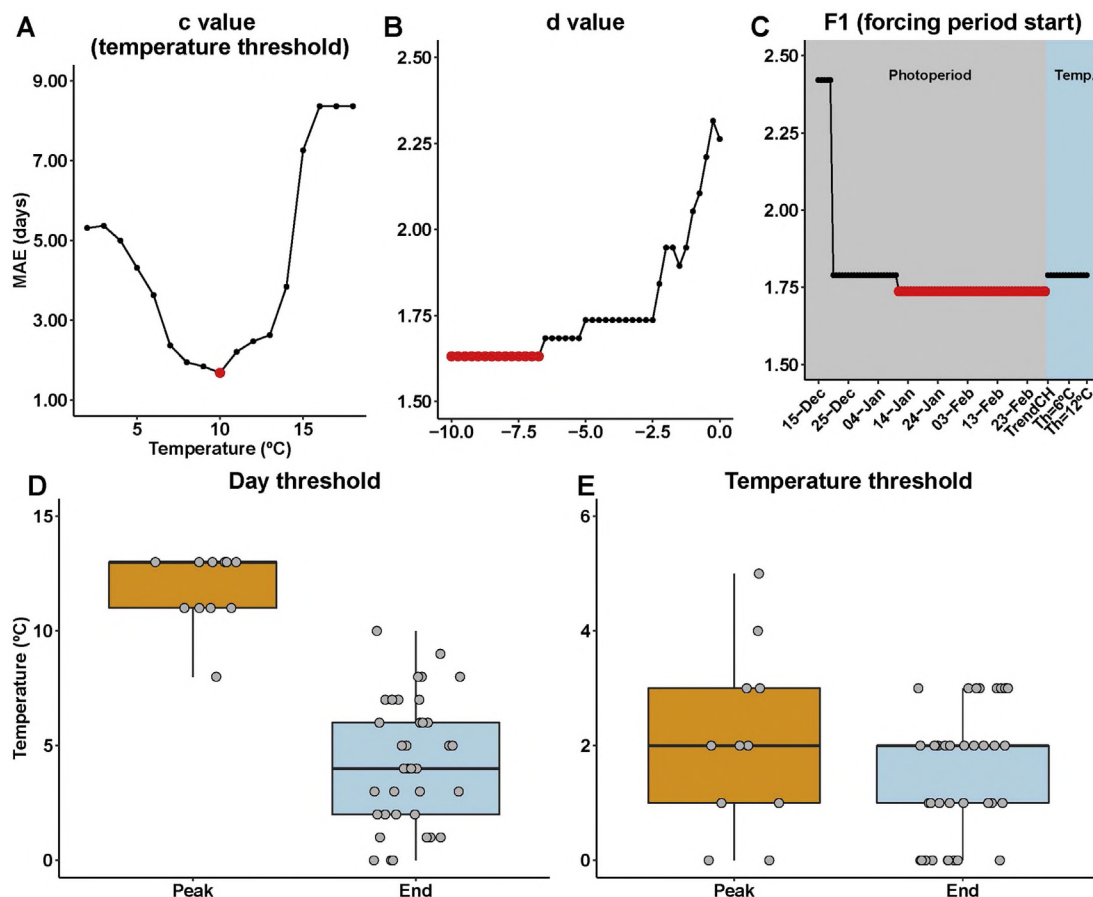 A
c value
(temperature threshold)
MAE (days)
9.00
7.00
5.00
3.00
1.00
5
10
15
Temperature (ºC)
B
d value
2.50
2.25
2.00
1.75
1.50
−10.0
−7.5
−5.0
−2.5
0.0
C
F1 (forcing period start)
Photoperiod
Temp.
2.50
2.25
2.00
1.75
1.50
15−Dec
25−Dec
04−Jan
14−Jan
24−Jan
03−Feb
13−Feb
23−Feb
TrendCH
Th=6ºC
Th=12ºC
D
Day threshold
Temperature (ºC)
15
10
5
0
Peak
End
E
Temperature threshold
Temperature (ºC)
6
4
2
0
Peak
End